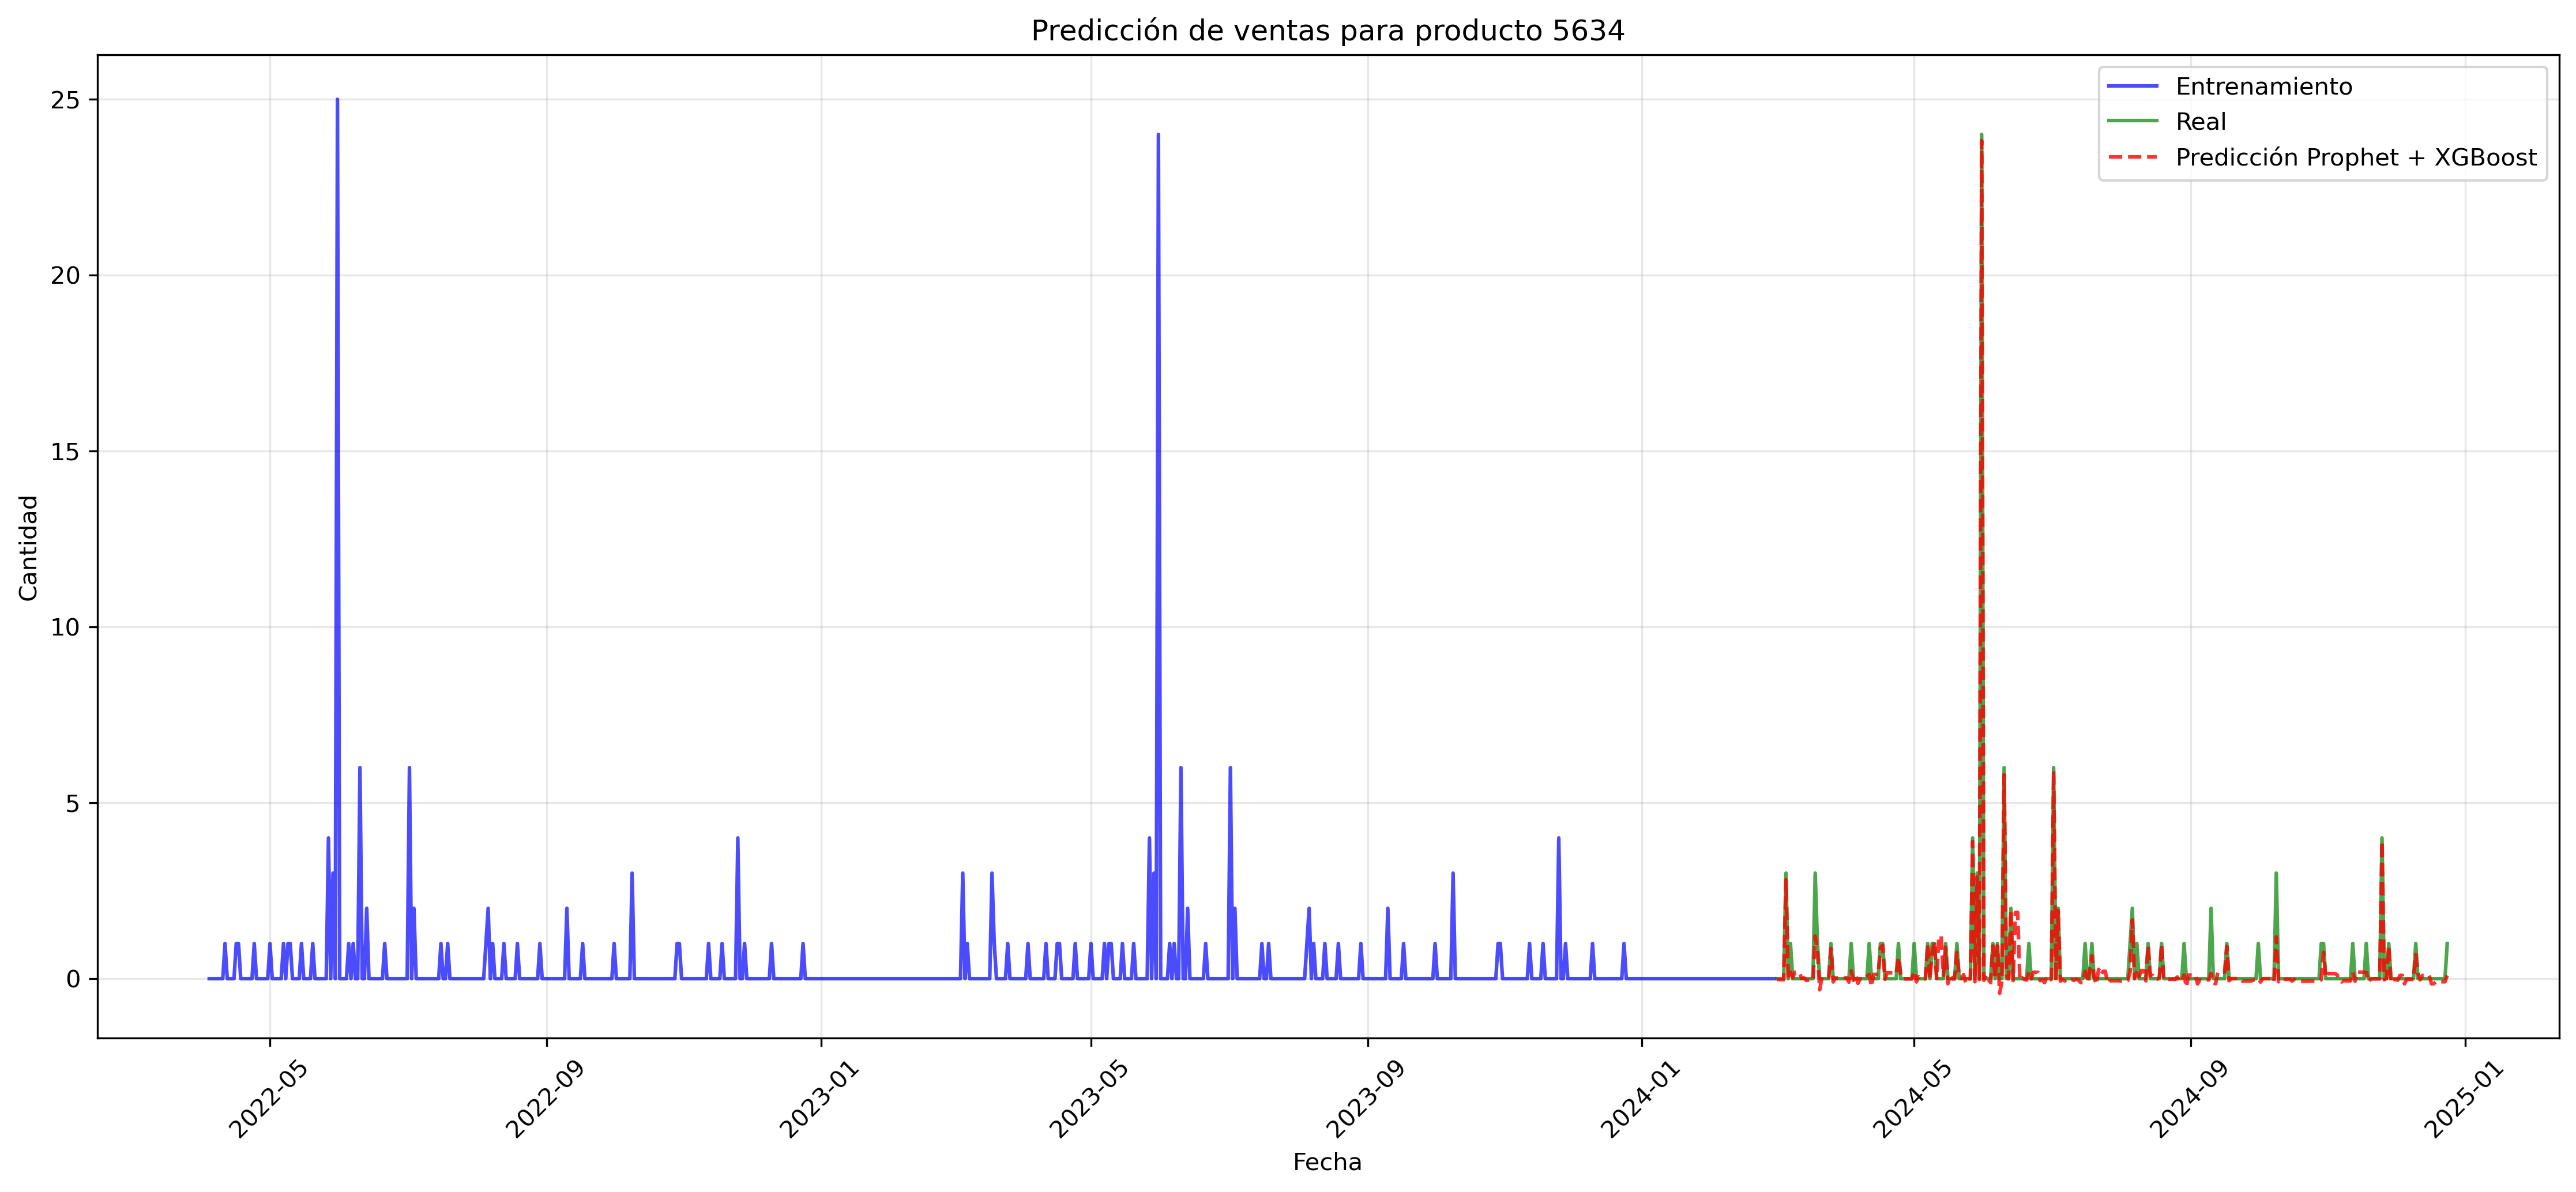 Predicción de ventas para producto 5634
Entrenamiento
Real
Predicción Prophet + XGBoost
25
20
15
10
5
0
Cantidad
2022-05
2022-09
2023-01
2023-05
2023-09
2024-01
2024-05
2024-09
2025-01
Fecha